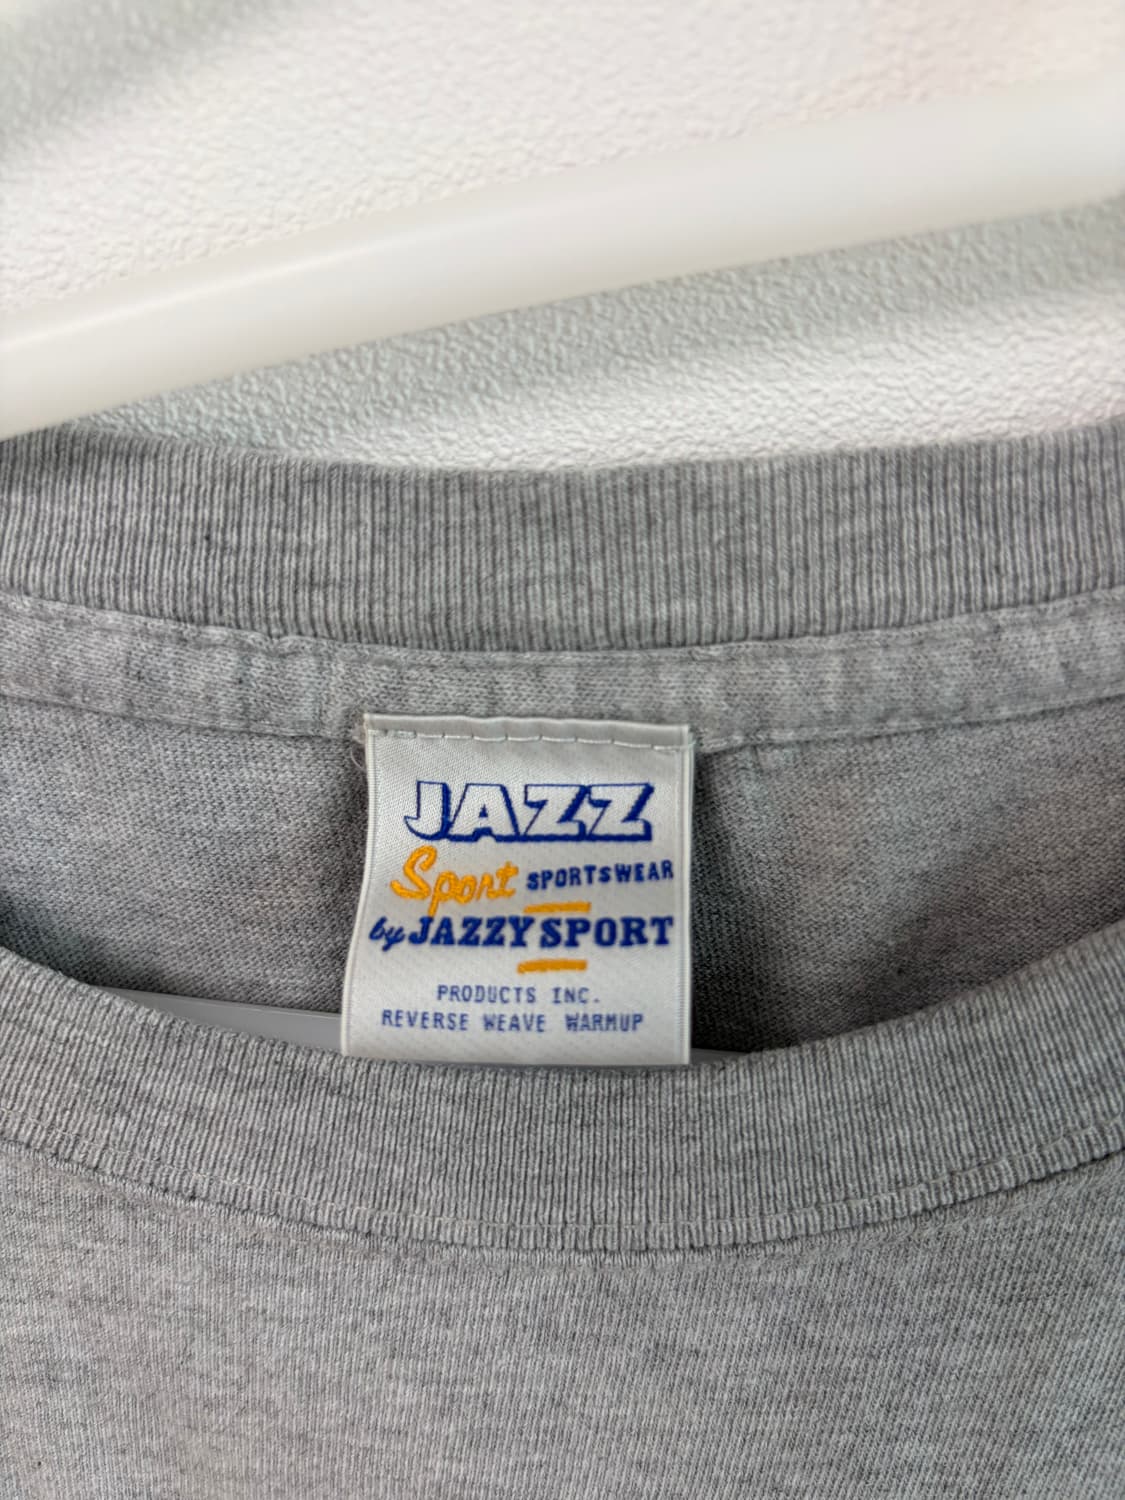 JAZZ
Sport SPORTSWEAR
by JAZZY SPORT
PRODUCTS INC.
REVERSE WEAVE WARMUP